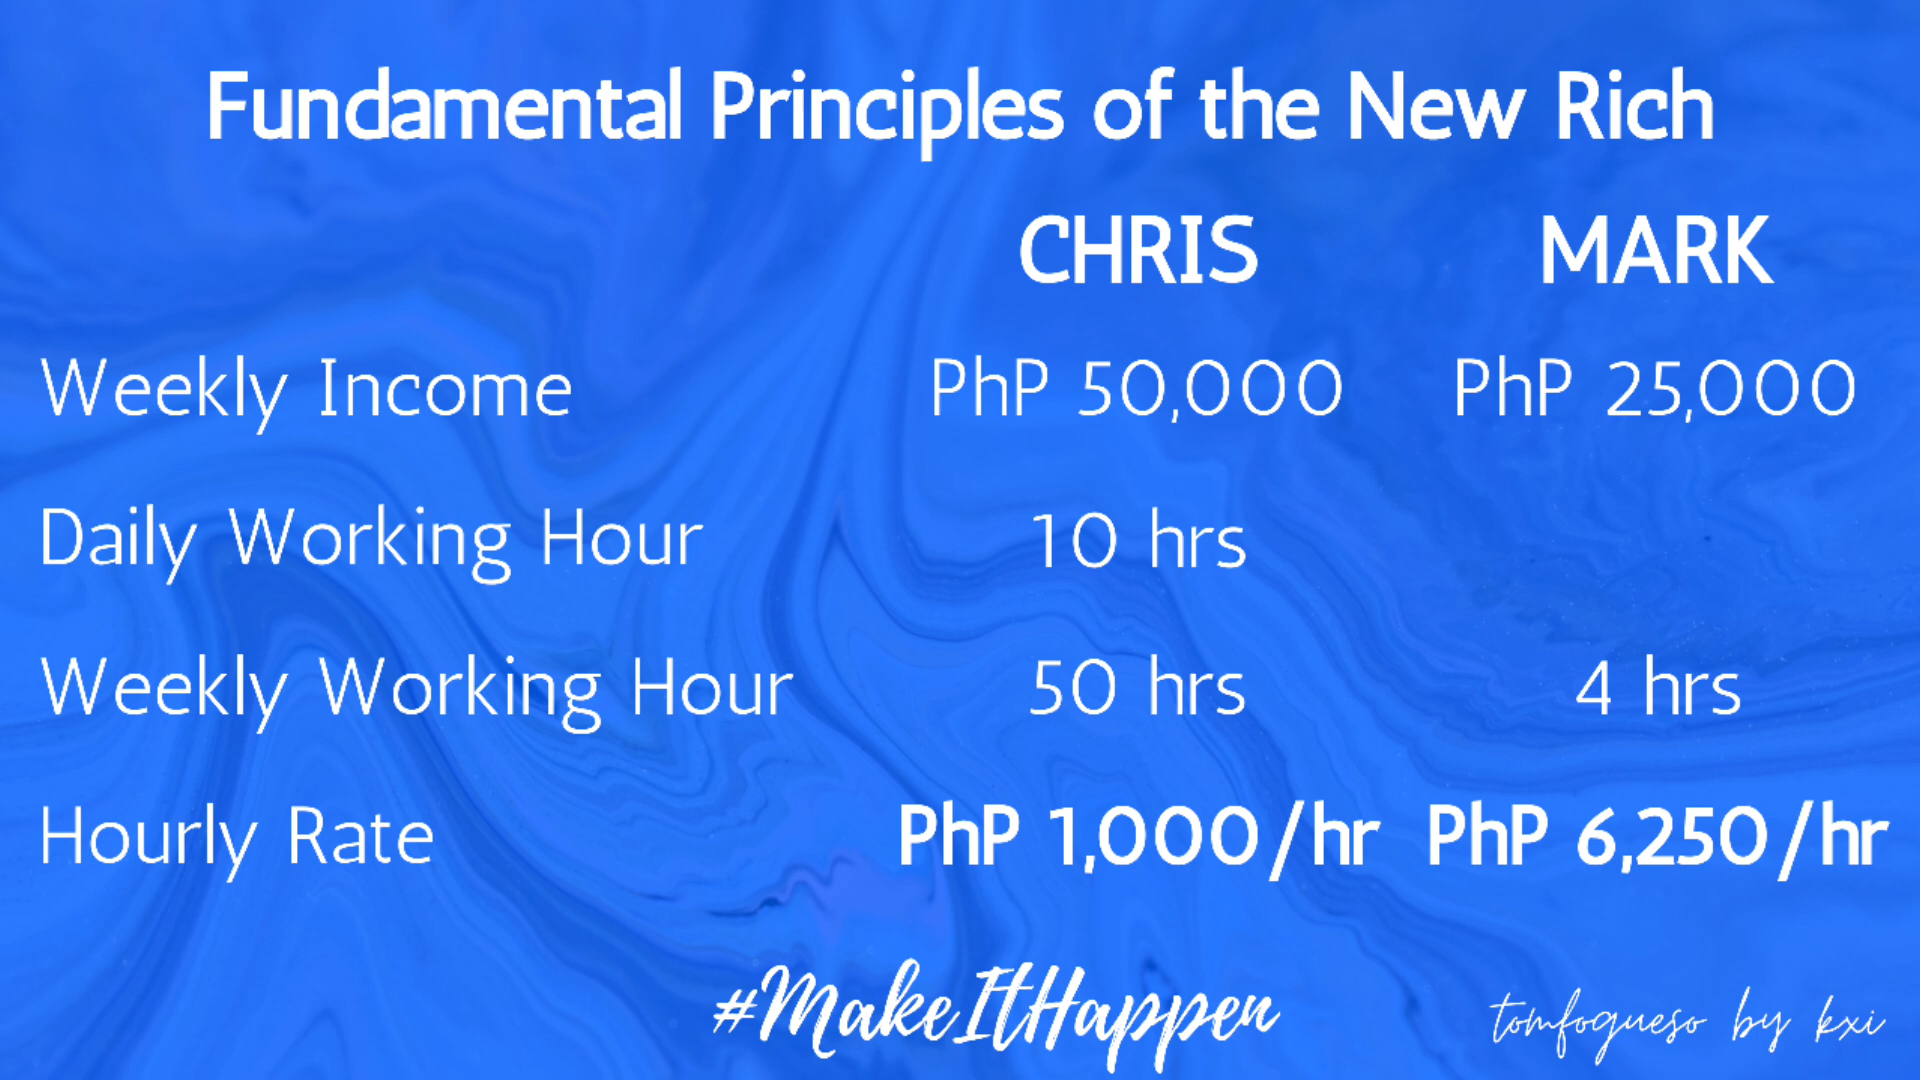 Fundamental Principles of the New Rich
CHRIS MARK
Weekly Income PhP 50,000 PhP 25,000
Daily Working Hour 10 hrs
Weekly Working Hour 50 hrs 4 hrs
Hourly Rate PhP 1,000/hr PhP 6,250/hr
#MakeItHappen
tomfogueso by kxi